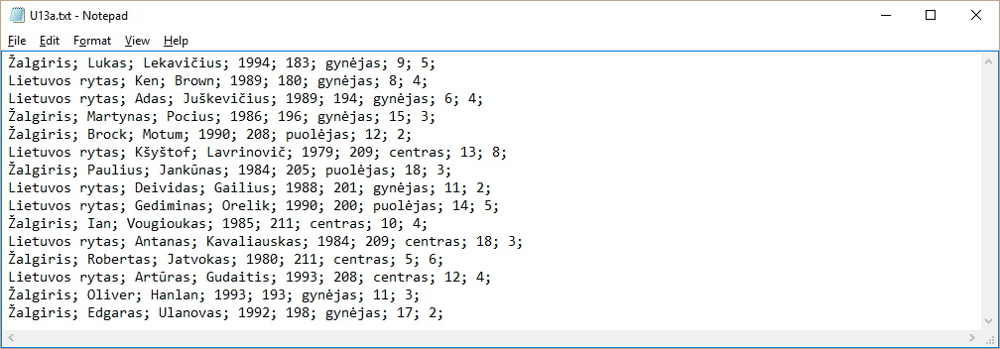 U13a.txt - Notepad
File Edit Format View Help
Žalgiris; Lukas; Lekavičius; 1994; 183; gynėjas; 9; 5;
Lietuvos rytas; Ken; Brown; 1989; 180; gynėjas; 8; 4;
Lietuvos rytas; Adas; Juškevičius; 1989; 194; gynėjas; 6; 4;
Žalgiris; Martynas; Pocius; 1986; 196; gynėjas; 15; 3;
Žalgiris; Brock; Motum; 1990; 208; puolėjas; 12; 2;
Lietuvos rytas; Kšyštof; Lavrinovič; 1979; 209; centras; 13; 8;
Žalgiris; Paulius; Jankūnas; 1984; 205; puolėjas; 18; 3;
Lietuvos rytas; Deividas; Gailius; 1988; 201; gynėjas; 11; 2;
Lietuvos rytas; Gediminas; Orelik; 1990; 200; puolėjas; 14; 5;
Žalgiris; Ian; Vougioukas; 1985; 211; centras; 10; 4;
Lietuvos rytas; Antanas; Kavaliauskas; 1984; 209; centras; 18; 3;
Žalgiris; Robertas; Jatvokas; 1980; 211; centras; 5; 6;
Lietuvos rytas; Artūras; Gudaitis; 1993; 208; centras; 12; 4;
Žalgiris; Oliver; Hanlan; 1993; 193; gynėjas; 11; 3;
Žalgiris; Edgaras; Ulanovas; 1992; 198; gynėjas; 17; 2;